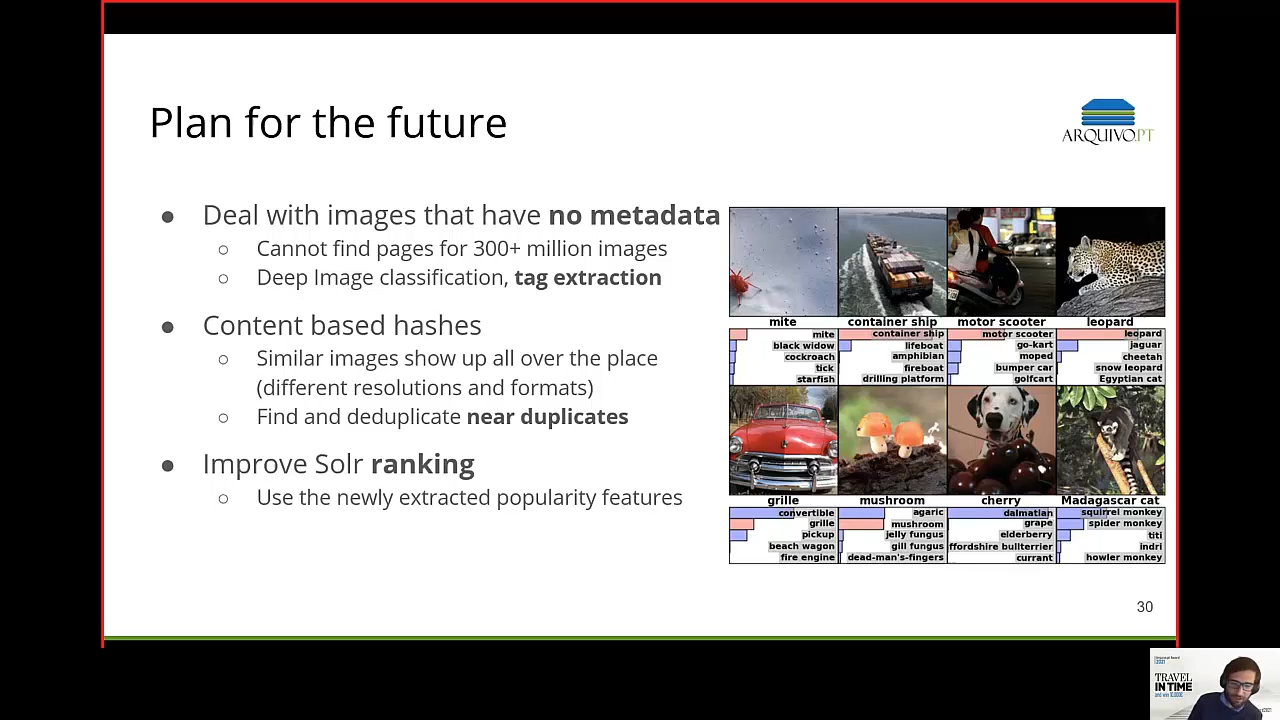 Plan for the future
ARQUIVO.PT
● Deal with images that have no metadata
○ Cannot find pages for 300+ million images
○ Deep Image classification, tag extraction
● Content based hashes
○ Similar images show up all over the place
(different resolutions and formats)
○ Find and deduplicate near duplicates
● Improve Solr ranking
○ Use the newly extracted popularity features
mite container ship motor scooter leopard
mite
black widow
cockroach
tick
starfish
container ship
lifeboat
amphibian
fireboat
drilling platform
motor scooter
go-kart
moped
bumper car
golfcart
leopard
jaguar
cheetah
snow leopard
Egyptian cat
grille mushroom cherry Madagascar cat
convertible
grille
pickup
beach wagon
fire engine
agaric
mushroom
jelly fungus
gill fungus
dead-man's-fingers
dalmatian
grape
elderberry
ffordshire bullterrier
currant
squirrel monkey
spider monkey
titi
indri
howler monkey
30
2021
TRAVEL
IN TIME